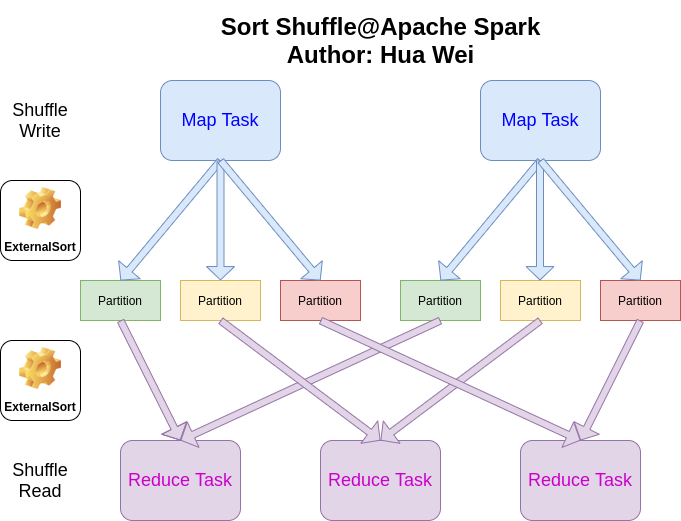 Sort Shuffle@Apache Spark
Author: Hua Wei
Shuffle
Write
Map Task
Map Task
ExternalSort
Partition
Partition
Partition
Partition
Partition
Partition
ExternalSort
Shuffle
Read
Reduce Task
Reduce Task
Reduce Task